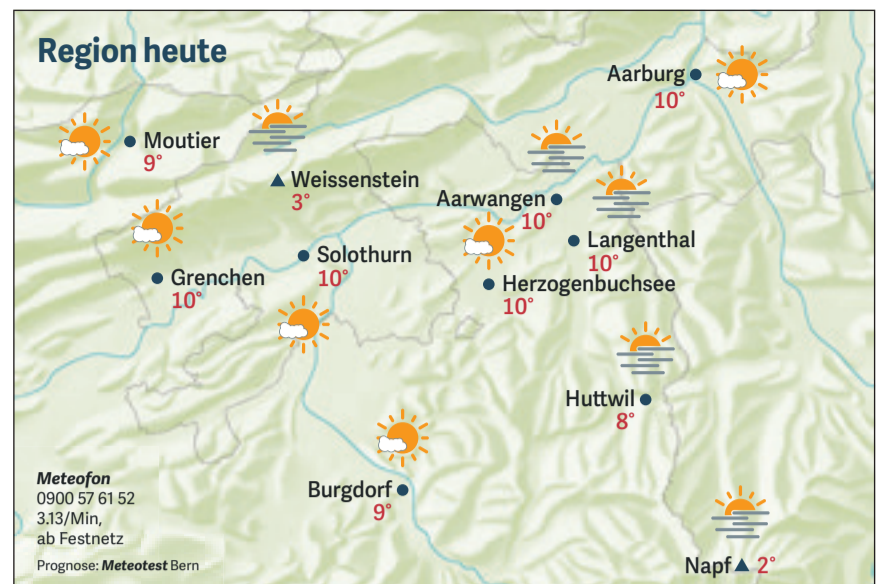 Region heute
Aarburg
10°
Moutier
9°
Weissenstein
3°
Aarwangen
10°
Langenthal
10°
Solothurn
10°
Grenchen
10°
Herzogenbuchsee
10°
Huttwil
8°
Burgdorf
9°
Napf 2°
Meteofon
0900 57 61 52
3.13/Min,
ab Festnetz
Prognose: Meteotest Bern